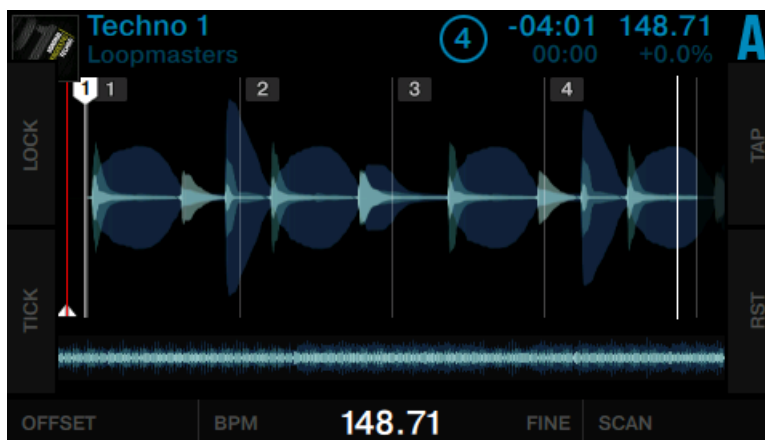 Techno 1
Loopmasters
4
-04:01
00:00
148.71
+0.0%
A
LOCK
TICK
TAP
RST
1
1
2
3
4
OFFSET
BPM
148.71
FINE
SCAN